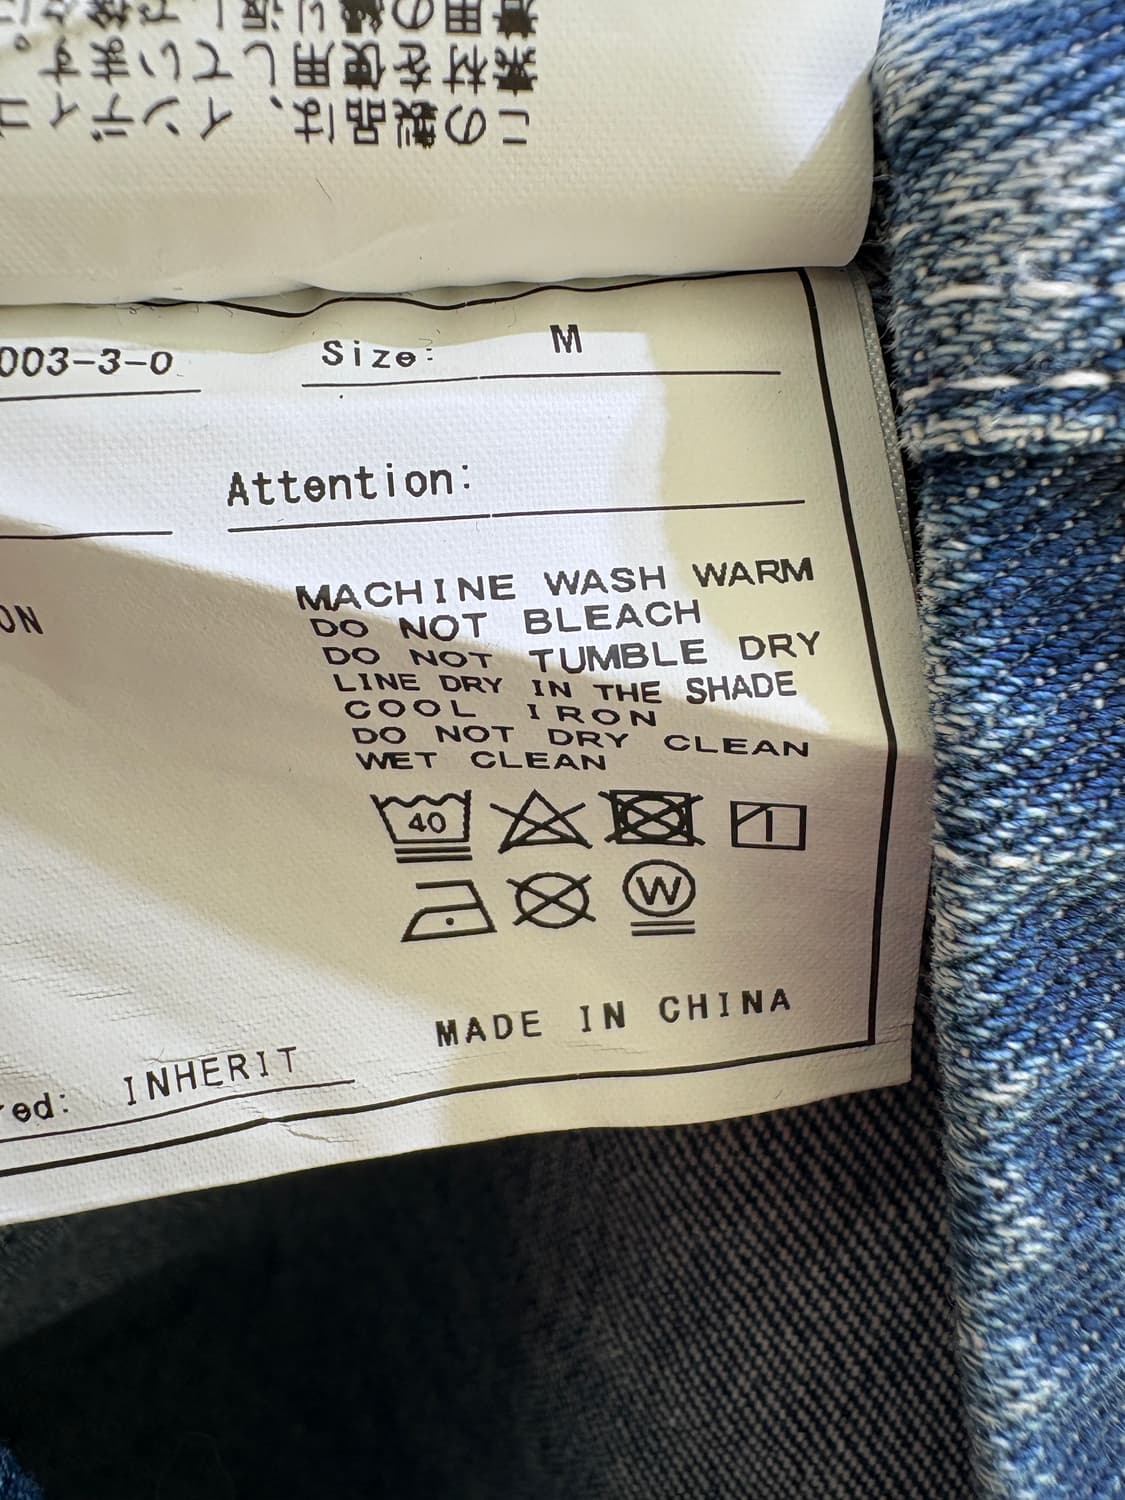 この製品は、インディ
素材を使用しています。
003-3-0 Size: M
Attention:
ON
MACHINE WASH WARM
DO NOT BLEACH
DO NOT TUMBLE DRY
LINE DRY IN THE SHADE
COOL IRON
DO NOT DRY CLEAN
WET CLEAN
40
W
MADE IN CHINA
ed: INHERIT